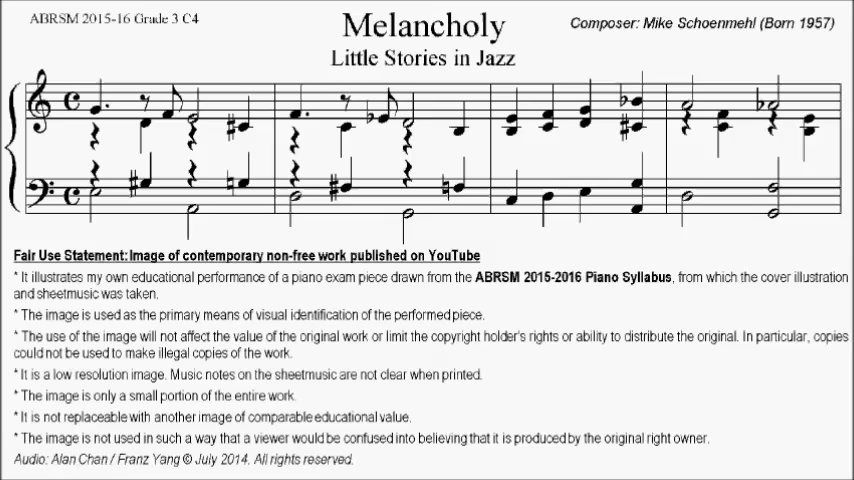 ABRSM 2015-16 Grade 3 C4
Melancholy
Composer: Mike Schoenmehl (Born 1957)
Little Stories in Jazz
Fair Use Statement: Image of contemporary non-free work published on YouTube
* It illustrates my own educational performance of a piano exam piece drawn from the ABRSM 2015-2016 Piano Syllabus, from which the cover illustration
and sheetmusic was taken.
* The image is used as the primary means of visual identification of the performed piece.
* The use of the image will not affect the value of the original work or limit the copyright holder's rights or ability to distribute the original. In particular, copies
could not be used to make illegal copies of the work.
* It is a low resolution image. Music notes on the sheetmusic are not clear when printed.
* The image is only a small portion of the entire work.
* It is not replaceable with another image of comparable educational value.
* The image is not used in such a way that a viewer would be confused into believing that it is produced by the original right owner.
Audio: Alan Chan / Franz Yang © July 2014. All rights reserved.